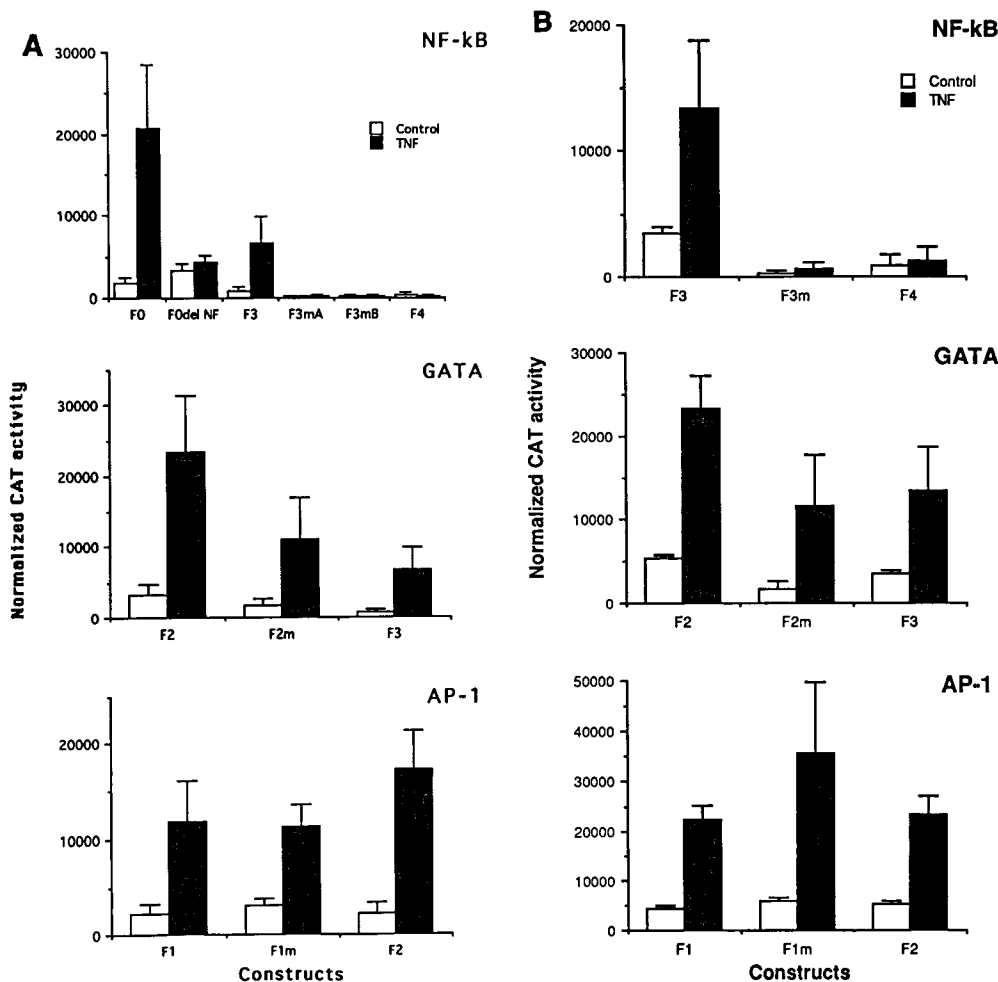 A
NF-kB
30000
20000
10000
0
Control
TNF
F0
F0del NF
F3
F3mA
F3mB
F4
B
NF-kB
20000
10000
0
Control
TNF
F3
F3m
F4
Normalized CAT activity
GATA
30000
20000
10000
0
F2
F2m
F3
Normalized CAT activity
GATA
30000
20000
10000
0
F2
F2m
F3
AP-1
20000
10000
0
F1
F1m
F2
Constructs
AP-1
50000
40000
30000
20000
10000
0
F1
F1m
F2
Constructs